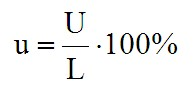 u = U/L · 100%